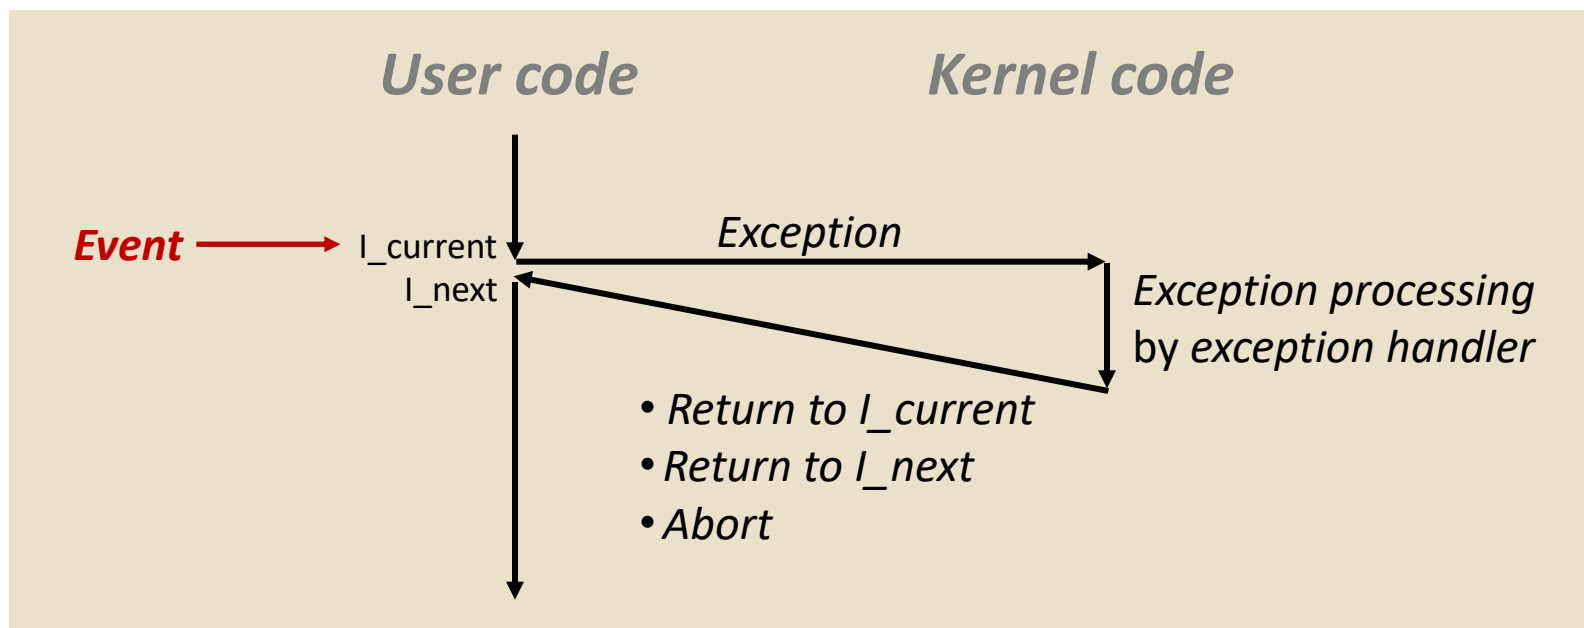 User code
Kernel code
Event
I_current
Exception
I_next
Exception processing
by exception handler
• Return to I_current
• Return to I_next
• Abort